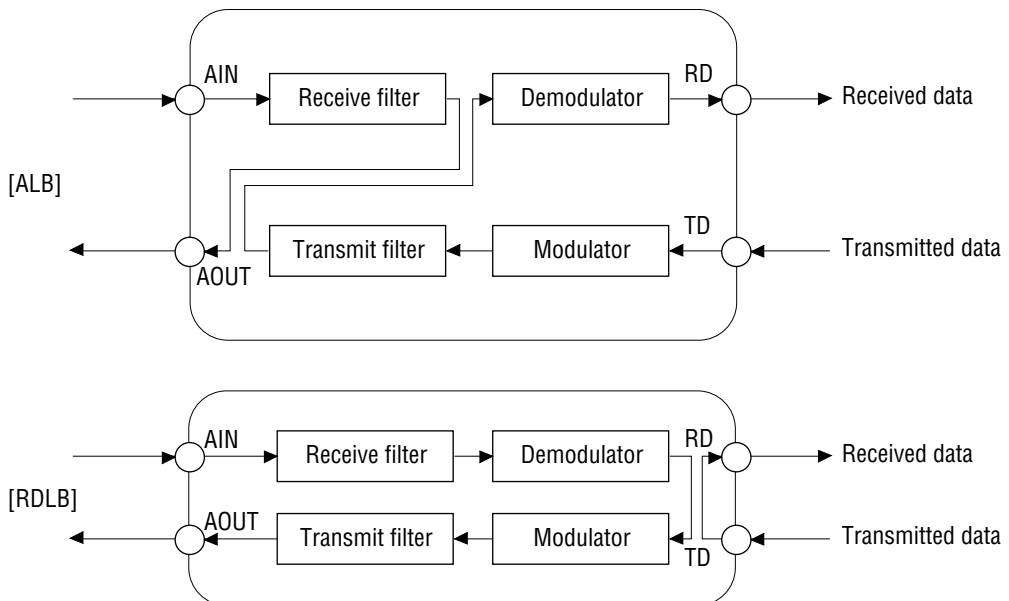 AIN
Receive filter
Demodulator
RD
Received data
[ALB]
AOUT
Transmit filter
Modulator
TD
Transmitted data
AIN
Receive filter
Demodulator
RD
Received data
[RDLB]
AOUT
Transmit filter
Modulator
TD
Transmitted data